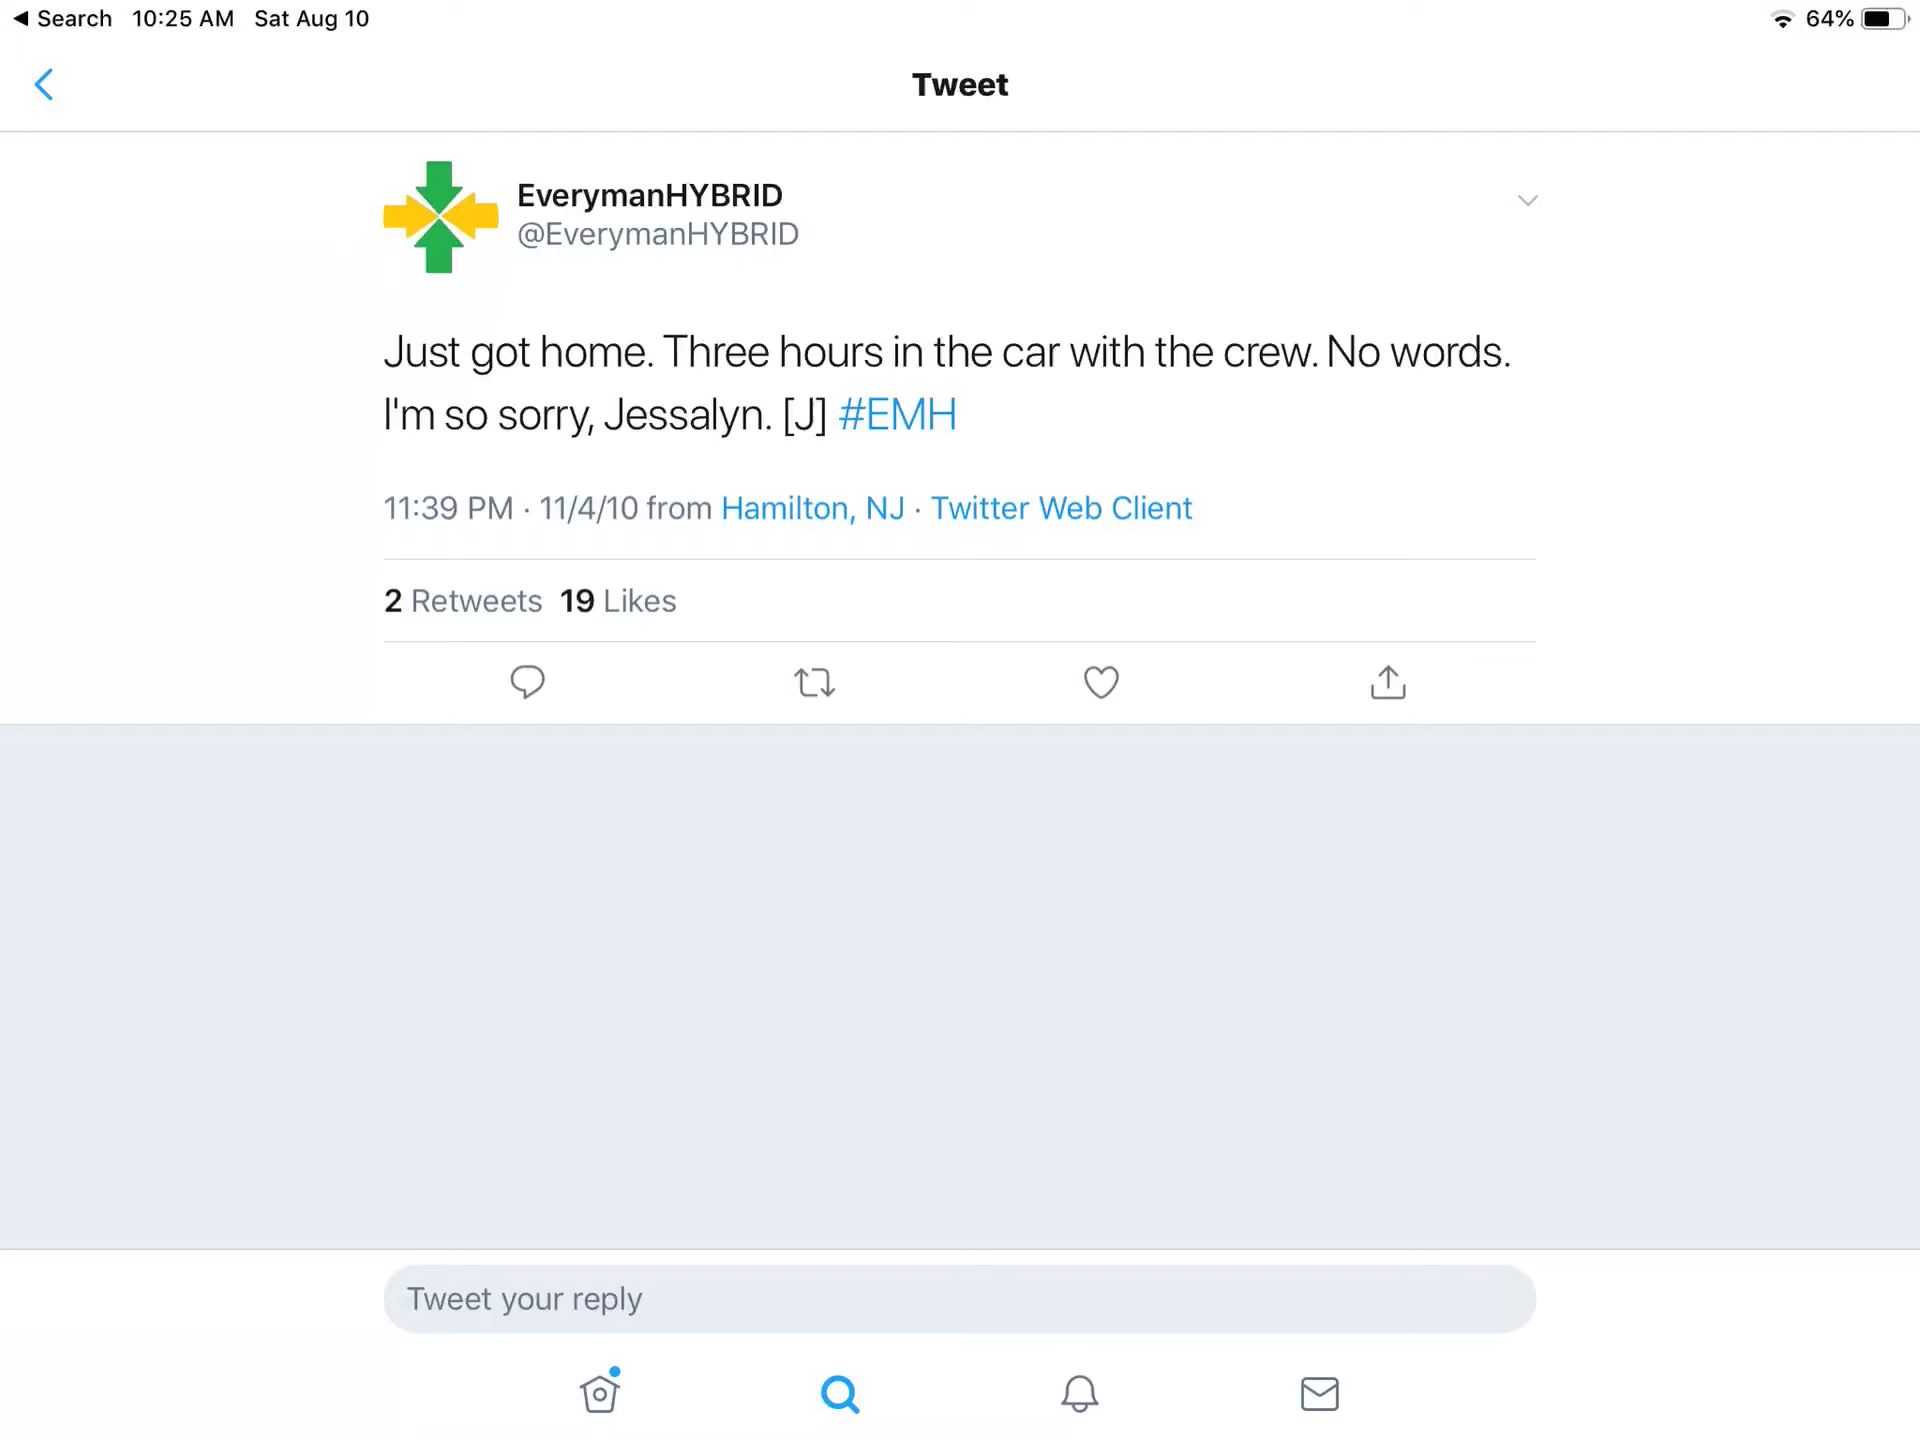 ◀ Search 10:25 AM Sat Aug 10 64%
Tweet
EverymanHYBRID
@EverymanHYBRID
Just got home. Three hours in the car with the crew. No words.
I'm so sorry, Jessalyn. [J] #EMH
11:39 PM · 11/4/10 from Hamilton, NJ · Twitter Web Client
2 Retweets 19 Likes
Tweet your reply